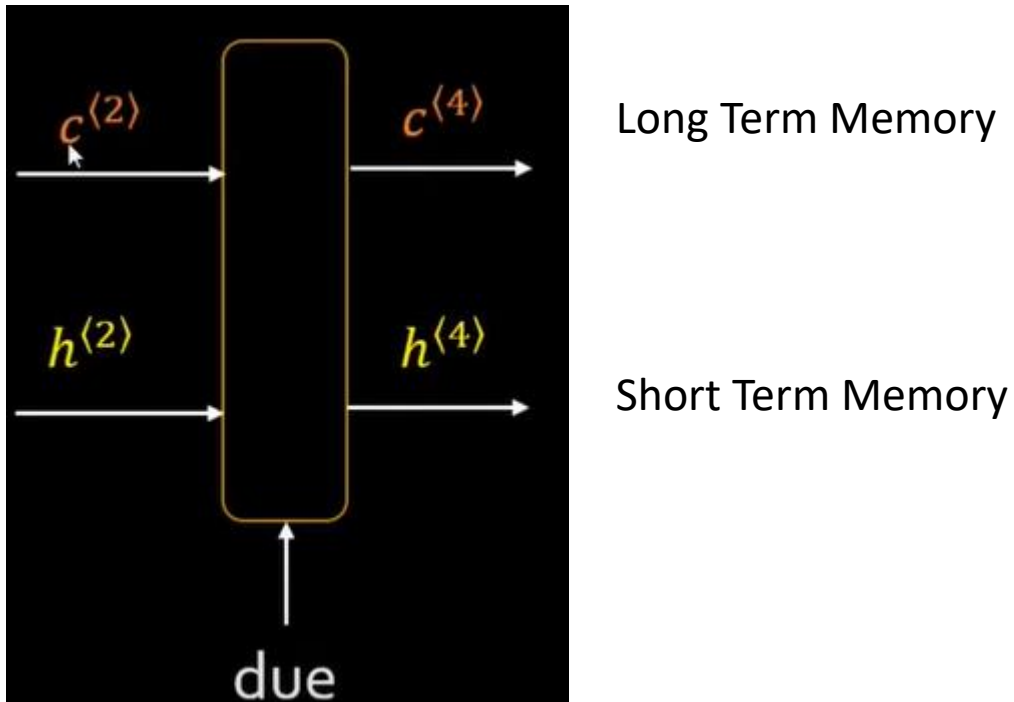 c⟨2⟩ c⟨4⟩ Long Term Memory
h⟨2⟩ h⟨4⟩ Short Term Memory
due